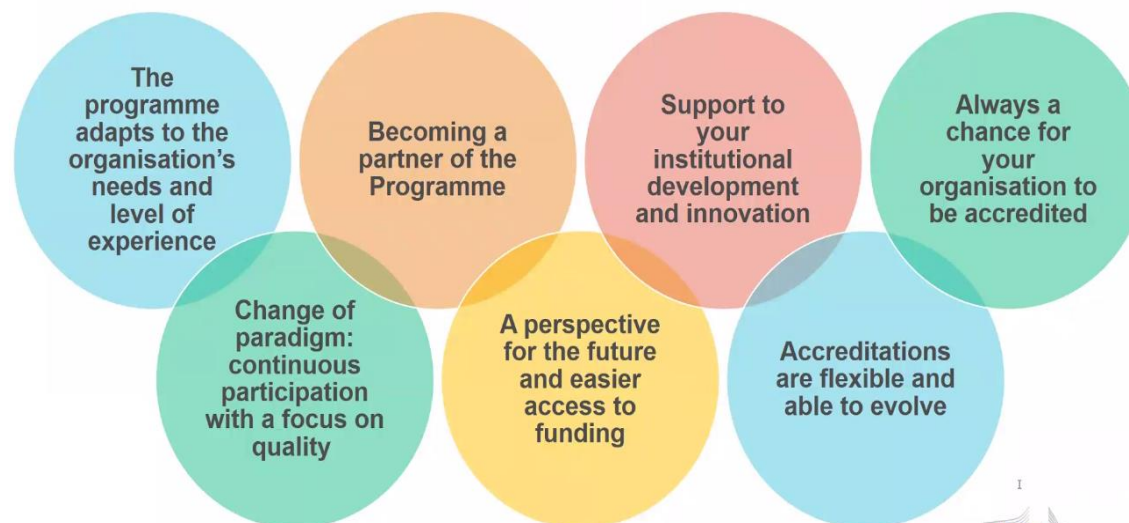 The
programme
adapts to the
organisation's
needs and
level of
experience
Change of
paradigm:
continuous
participation
with a focus on
quality
Becoming a
partner of the
Programme
A perspective
for the future
and easier
access to
funding
Support to
your
institutional
development
and innovation
Accreditations
are flexible and
able to evolve
Always a
chance for
your
organisation to
be accredited